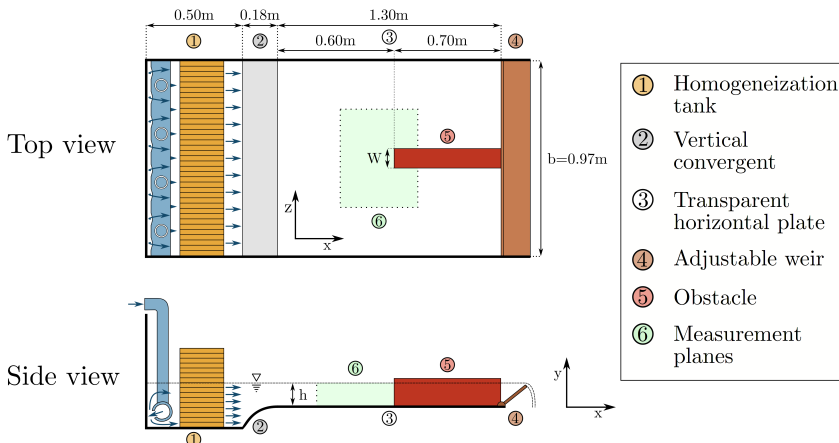 0.50m 0.18m 1.30m
① ② ③ ④
0.60m 0.70m
Top view
⑤
W
b=0.97m
⑥
z
x
① Homogeneization
tank
② Vertical
convergent
③ Transparent
horizontal plate
④ Adjustable weir
⑤ Obstacle
⑥ Measurement
planes
Side view
⑥ ⑤
h
y
x
① ② ③ ④